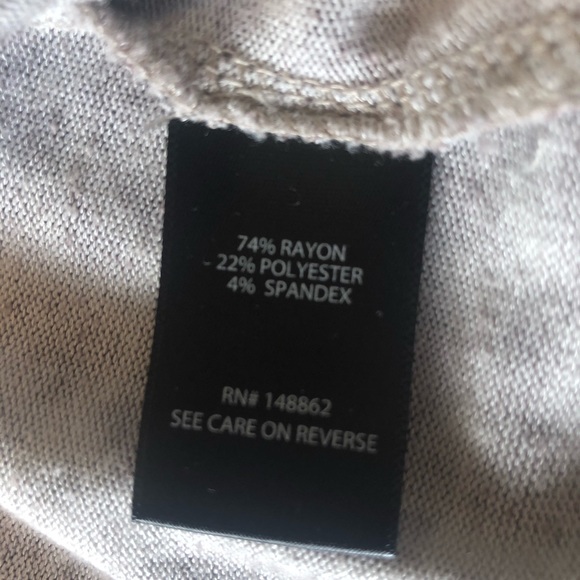 74% RAYON
22% POLYESTER
4% SPANDEX
RN# 148862
SEE CARE ON REVERSE